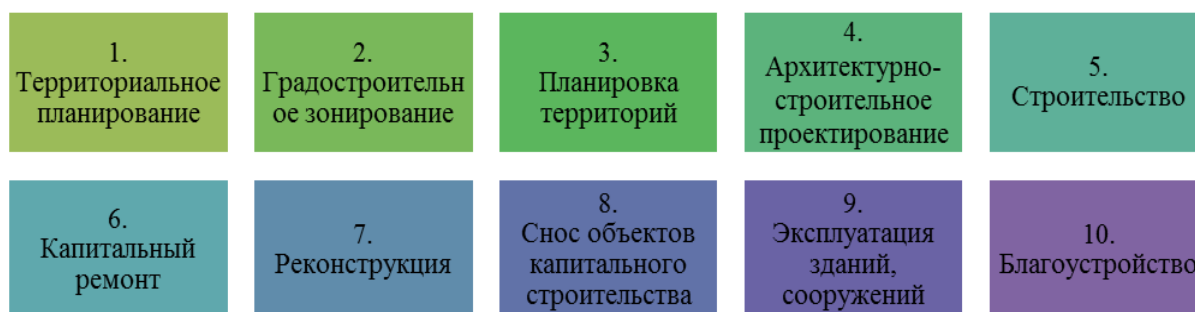 1.
Территориальное
планирование
2.
Градостроительн
ое зонирование
3.
Планировка
территорий
4.
Архитектурно-
строительное
проектирование
5.
Строительство
6.
Капитальный
ремонт
7.
Реконструкция
8.
Снос объектов
капитального
строительства
9.
Эксплуатация
зданий,
сооружений
10.
Благоустройство